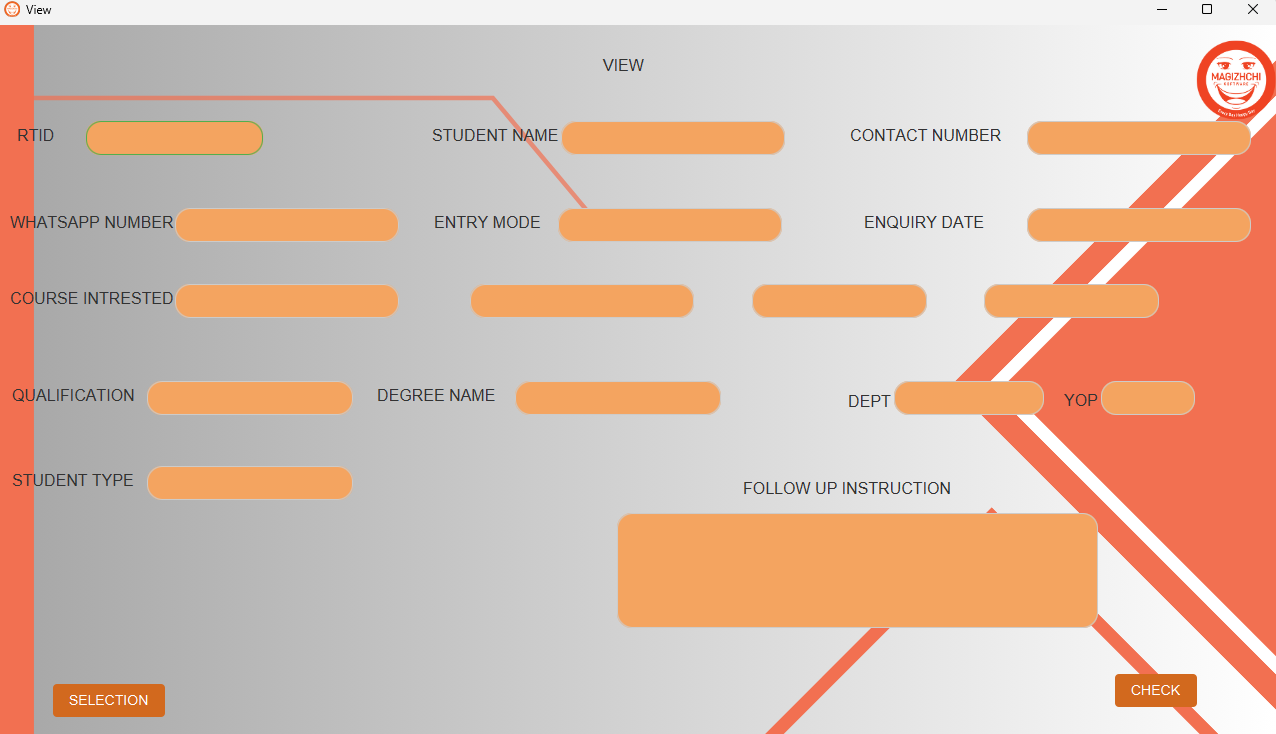 View
VIEW
MAGIZHCHI
SOFTWARE
RTID
STUDENT NAME
CONTACT NUMBER
WHATSAPP NUMBER
ENTRY MODE
ENQUIRY DATE
COURSE INTRESTED
QUALIFICATION
DEGREE NAME
DEPT
YOP
STUDENT TYPE
FOLLOW UP INSTRUCTION
SELECTION
CHECK